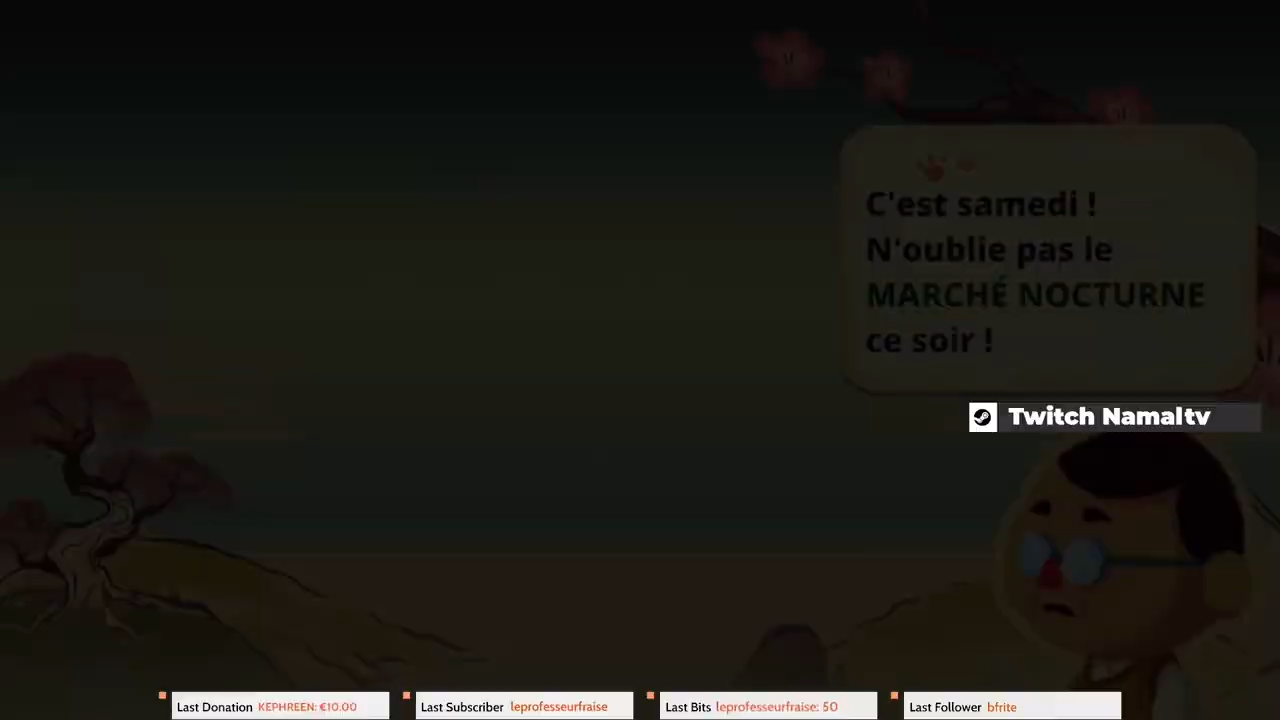 C'est samedi !
N'oublie pas le
MARCHÉ NOCTURNE
ce soir !
Twitch Namaltv
Last Donation KEPHREEN: €10.00
Last Subscriber leprofesseurfraise
Last Bits leprofesseurfraise: 50
Last Follower bfrite